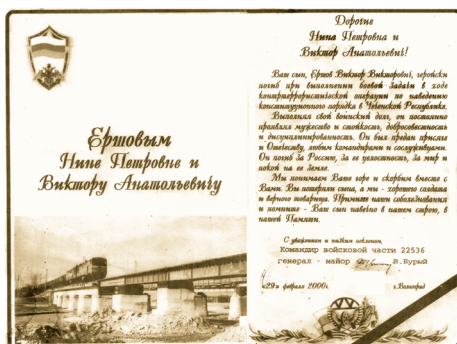 Ершовым
Нине Петровне и
Виктору Анатольевичу
Дорогие
Нина Петровна и
Виктор Анатольевич!
Ваш сын, Ершов Виктор Викторович, геройски
погиб при выполнении боевой задачи в ходе
контртеррористической операции по наведению
конституционного порядка в Чеченской Республике.
Выполняя свой воинский долг, он постоянно
проявлял мужество и стойкость, добросовестность
и дисциплинированность. Он был предан присяге
и Отечеству, любим командирами и сослуживцами.
Он погиб за Россию, за ее целостность, за мир и
покой на ее земле.
Мы понимаем Ваше горе и скорбим вместе с
Вами. Вы потеряли сына, а мы - хорошего солдата
и верного товарища. Примите наши соболезнования
и помните - Ваш сын навечно в нашем строю, в
нашей Памяти.
С уважением и низким поклоном,
Командир войсковой части 22536
генерал - майор В.Бурый
«29» февраля 2000г. г.Волгоград